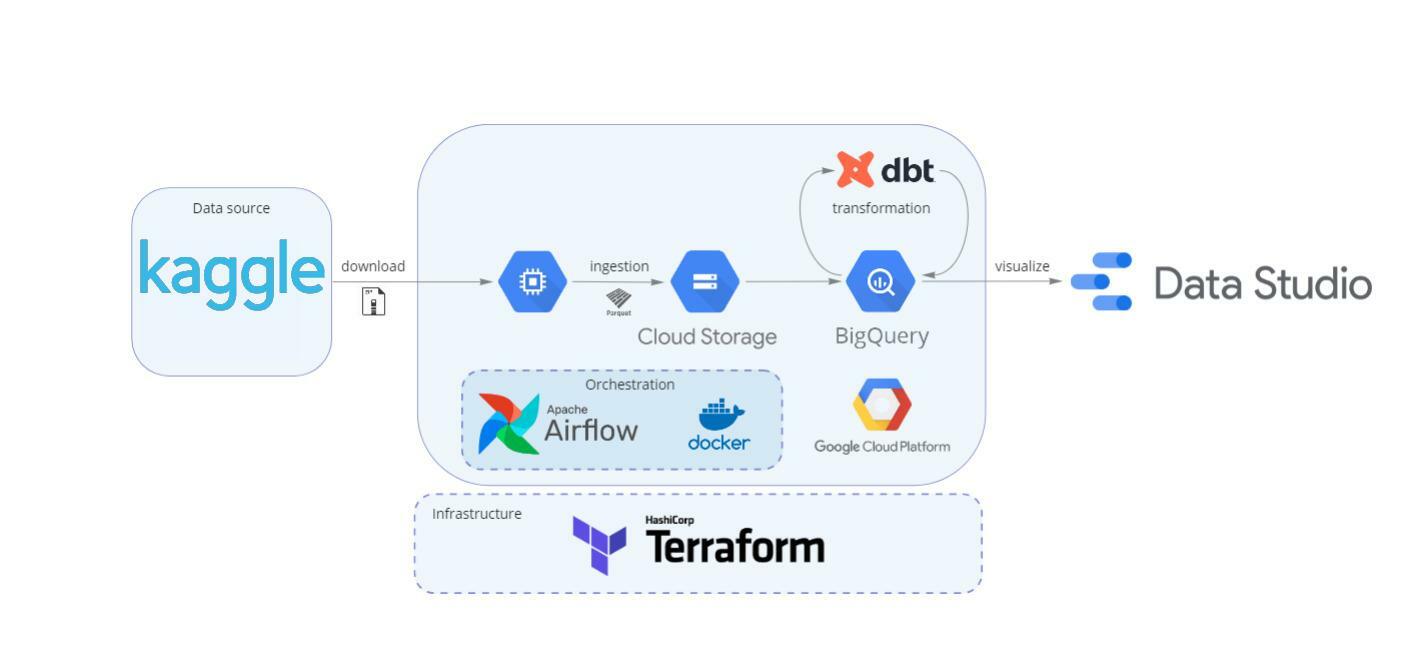 Data source
kaggle
download
ingestion
Parquet
Cloud Storage
dbt
transformation
BigQuery
visualize
Data Studio
Orchestration
Apache
Airflow
docker
Google Cloud Platform
Infrastructure
HashiCorp
Terraform